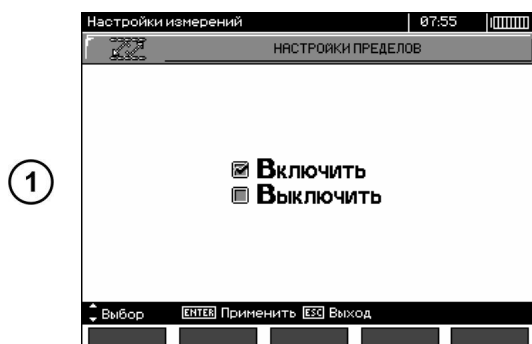 Настройки измерений 07:55
НАСТРОЙКИ ПРЕДЕЛОВ
1
Включить
Выключить
Выбор ENTER Применить ESC Выход